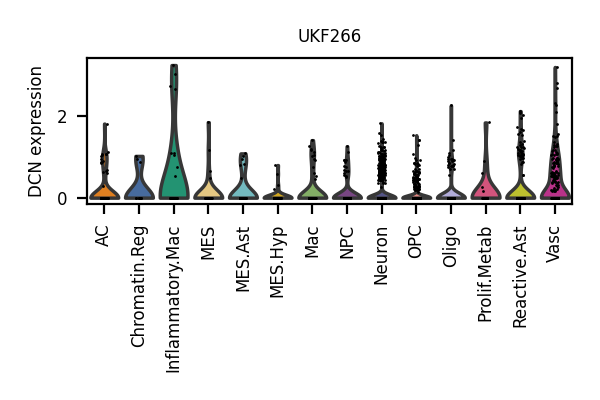 UKF266
DCN expression
2
0
AC
Chromatin.Reg
Inflammatory.Mac
MES
MES.Ast
MES.Hyp
Mac
NPC
Neuron
OPC
Oligo
Prolif.Metab
Reactive.Ast
Vasc